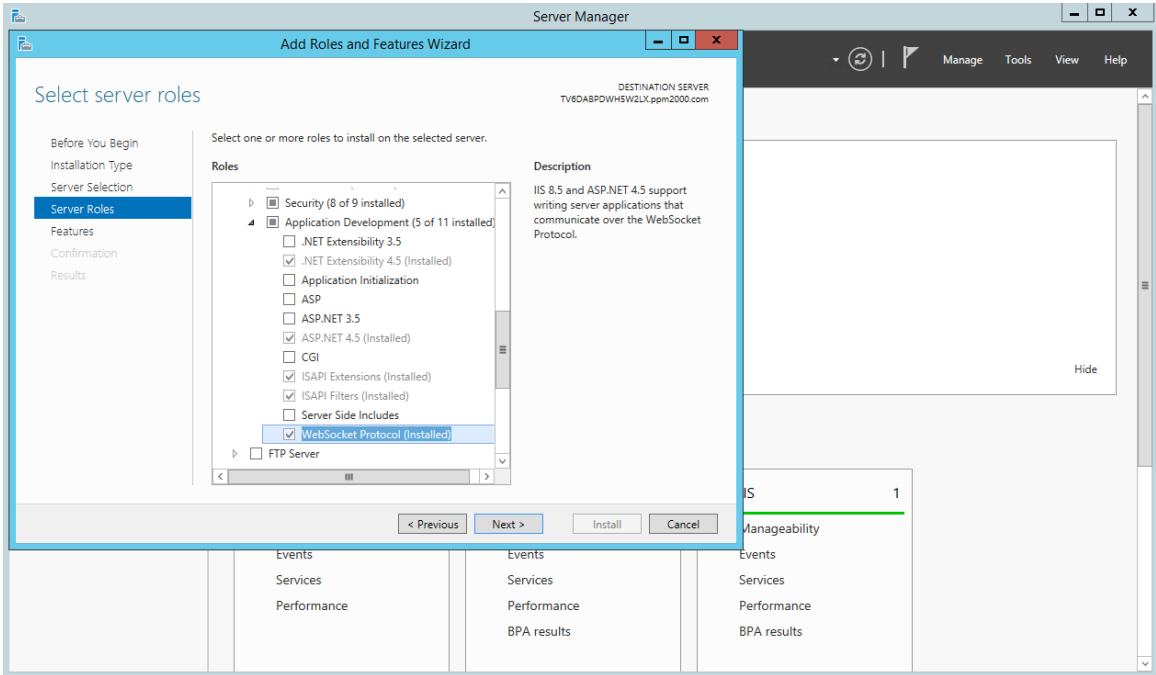 Server Manager
Add Roles and Features Wizard
Manage Tools View Help
Select server roles
DESTINATION SERVER
TV6DABPDWH5W2LX.ppm2000.com
Before You Begin
Installation Type
Server Selection
Server Roles
Features
Confirmation
Results
Select one or more roles to install on the selected server.
Roles
Security (8 of 9 installed)
Application Development (5 of 11 installed)
.NET Extensibility 3.5
.NET Extensibility 4.5 (Installed)
Application Initialization
ASP
ASP.NET 3.5
ASP.NET 4.5 (Installed)
CGI
ISAPI Extensions (Installed)
ISAPI Filters (Installed)
Server Side Includes
WebSocket Protocol (Installed)
FTP Server
Description
IIS 8.5 and ASP.NET 4.5 support
writing server applications that
communicate over the WebSocket
Protocol.
< Previous Next > Install Cancel
Hide
Events
Services
Performance
Events
Services
Performance
BPA results
IIS 1
Manageability
Events
Services
Performance
BPA results